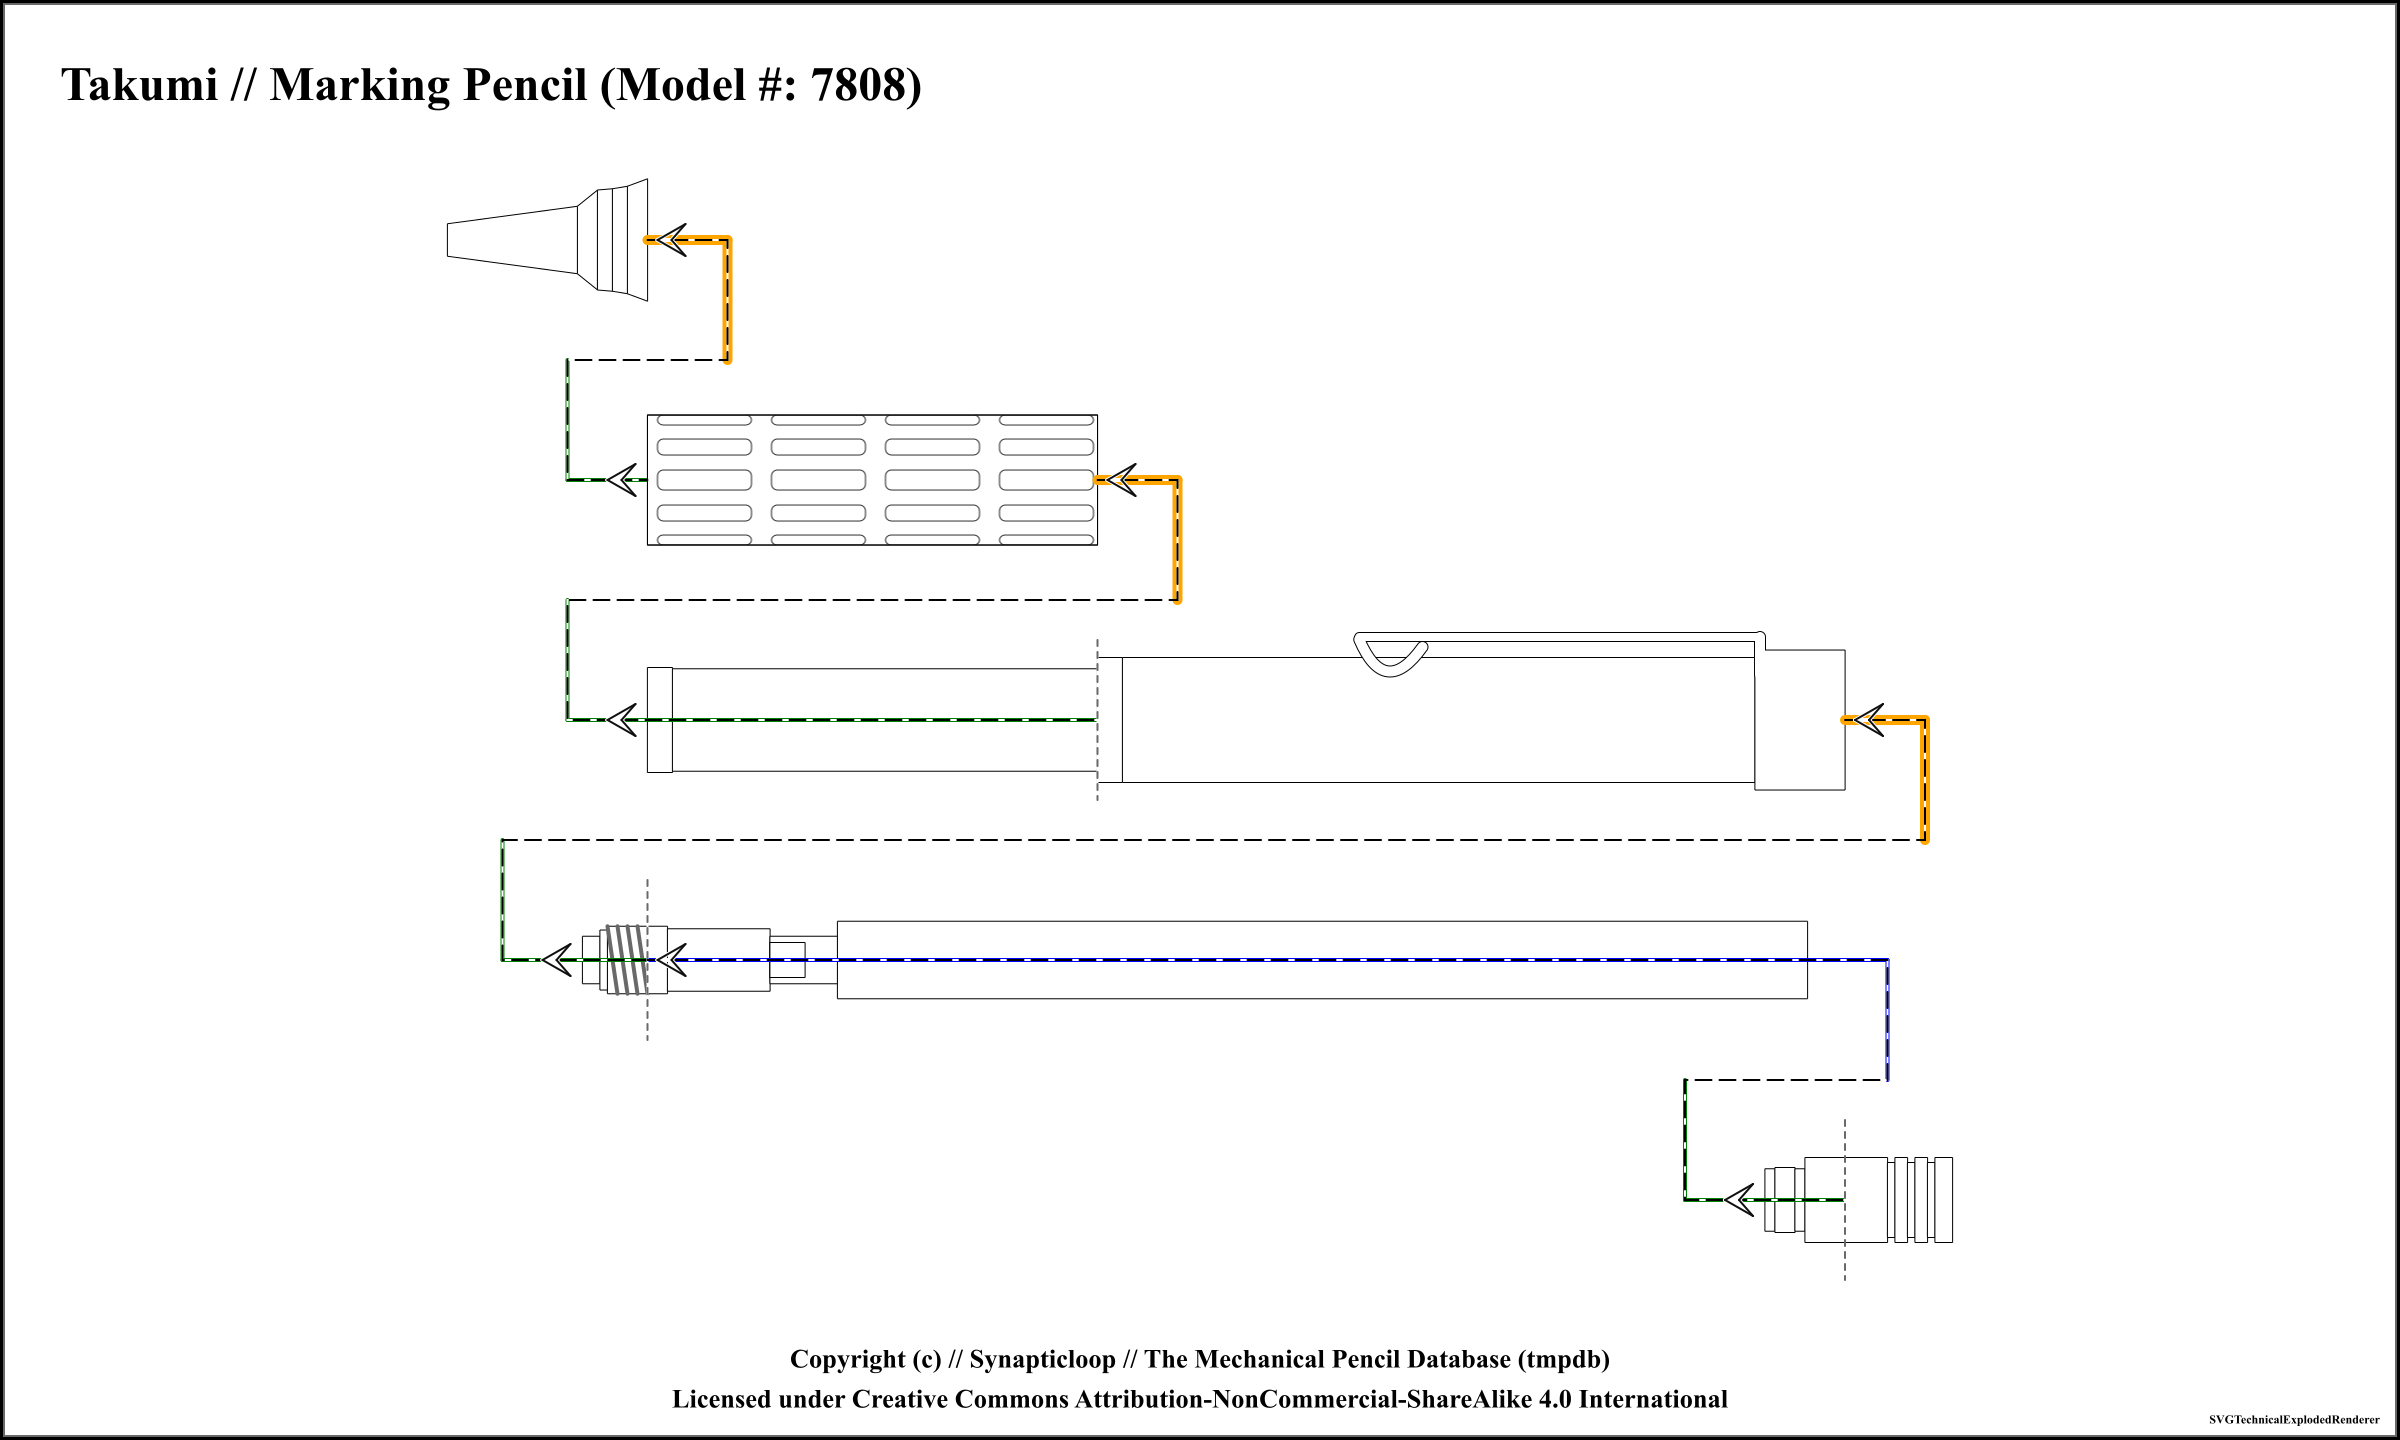 Takumi // Marking Pencil (Model #: 7808)
Copyright (c) // Synapticloop // The Mechanical Pencil Database (tmpdb)
Licensed under Creative Commons Attribution-NonCommercial-ShareAlike 4.0 International
SVGTechnicalExplodedRenderer